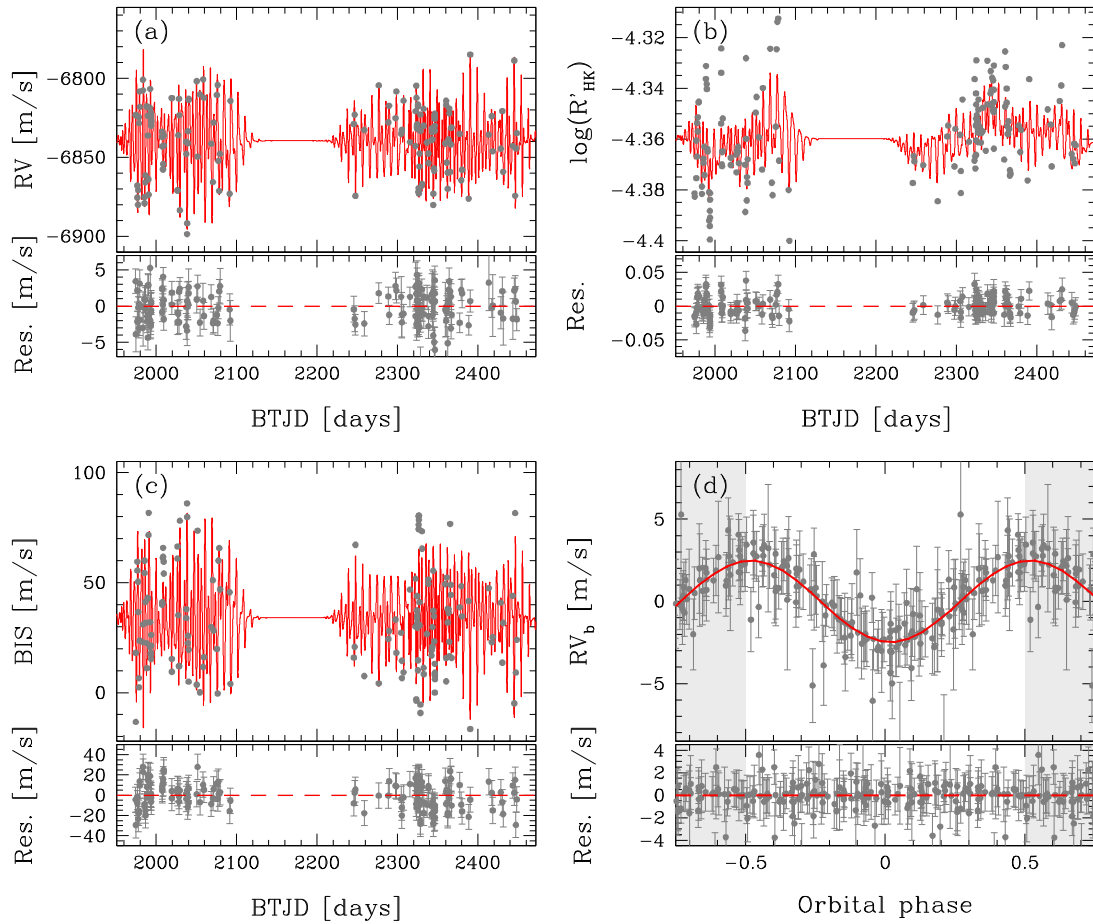 (a)
RV [m/s]
−6800
−6850
−6900
Res. [m/s]
5
0
−5
2000 2100 2200 2300 2400
BTJD [days]
(b)
log(R'HK)
−4.32
−4.34
−4.36
−4.38
−4.4
Res.
0.05
0
−0.05
2000 2100 2200 2300 2400
BTJD [days]
(c)
BIS [m/s]
100
50
0
Res. [m/s]
40
20
0
−20
−40
2000 2100 2200 2300 2400
BTJD [days]
(d)
RVb [m/s]
5
0
−5
Res. [m/s]
4
2
0
−2
−4
−0.5 0 0.5
Orbital phase